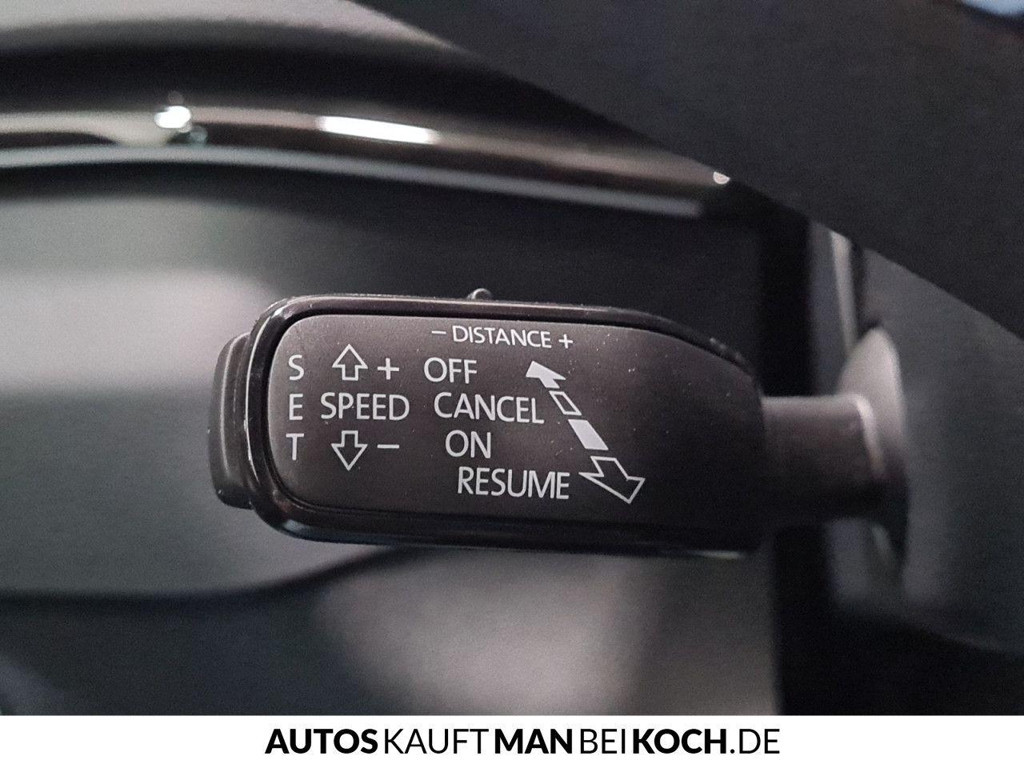 – DISTANCE +
S + OFF
E SPEED CANCEL
T – ON
RESUME
AUTOSKAUFTMANBEIKOCH.DE